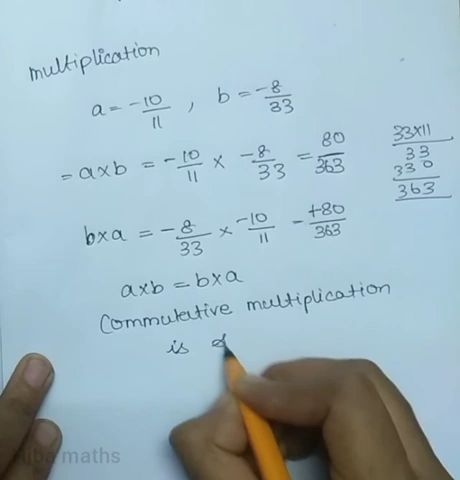 multiplication
a = -10/11 , b = -8/33
= a×b = -10/11 × -8/33 = 80/363
33×11
33
330
363
b×a = -8/33 × -10/11 - +80/363
a×b = b×a
Commutative multiplication
is
maths